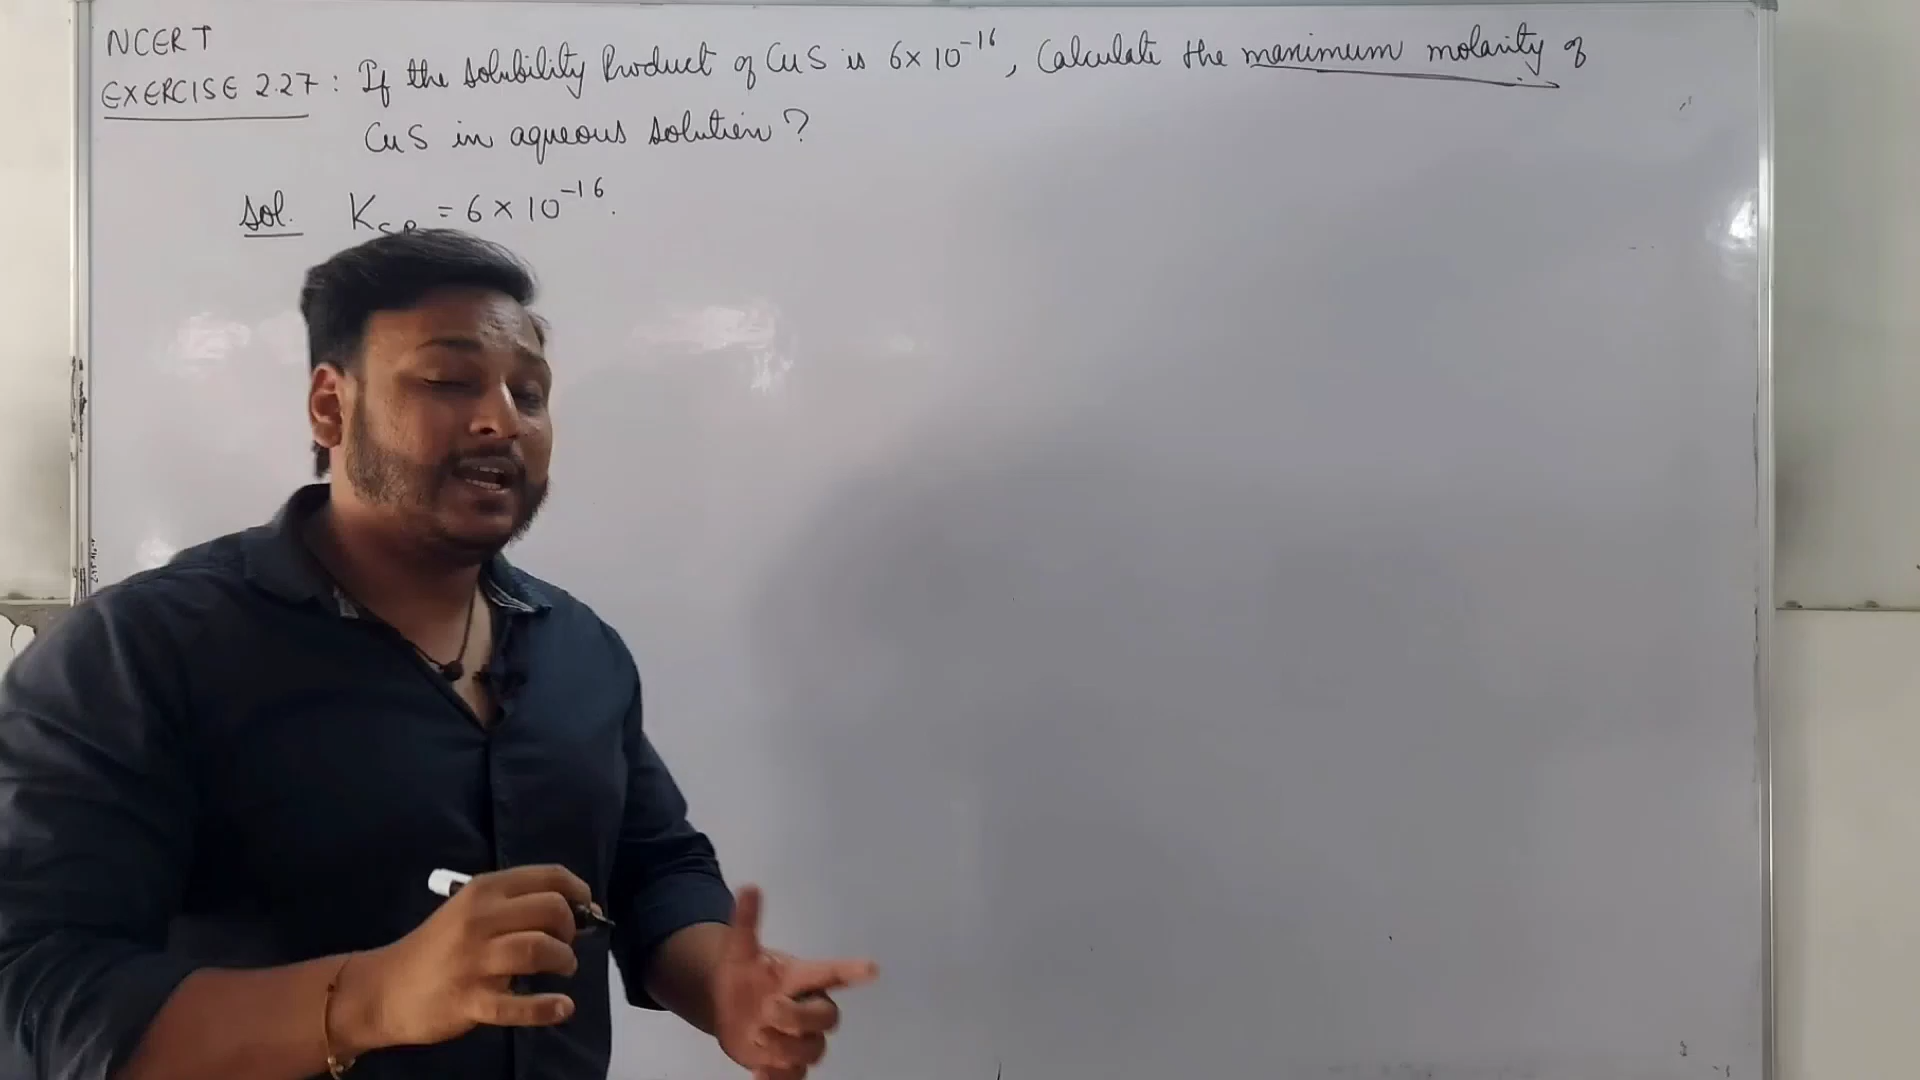 NCERT
EXERCISE 2.27 : If the solubility Product of CuS is 6×10⁻¹⁶, Calculate the maximum molarity of
CuS in aqueous solution ?
Sol. KSP = 6×10⁻¹⁶.